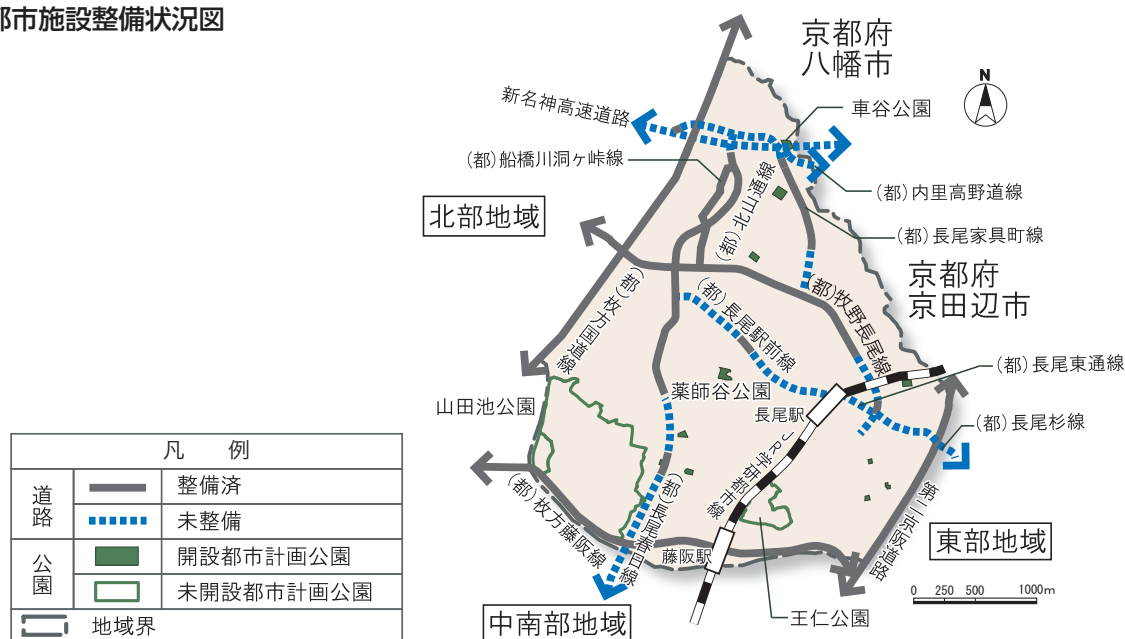 都市施設整備状況図
京都府
八幡市
N
新名神高速道路
車谷公園
(都)船橋川洞ヶ峠線
(都)内里高野道線
(都)北山通線
北部地域
(都)長尾家具町線
京都府
京田辺市
(都)枚方国道線
(都)長尾駅前線
(都)牧野長尾線
(都)長尾東通線
薬師谷公園
山田池公園
長尾駅
(都)長尾杉線
JR学研都市線
(都)枚方藤阪線
(都)長尾春日線
第二京阪道路
東部地域
藤阪駅
0 250 500 1000m
王仁公園
中南部地域
凡 例
道路
整備済
未整備
公園
開設都市計画公園
未開設都市計画公園
地域界